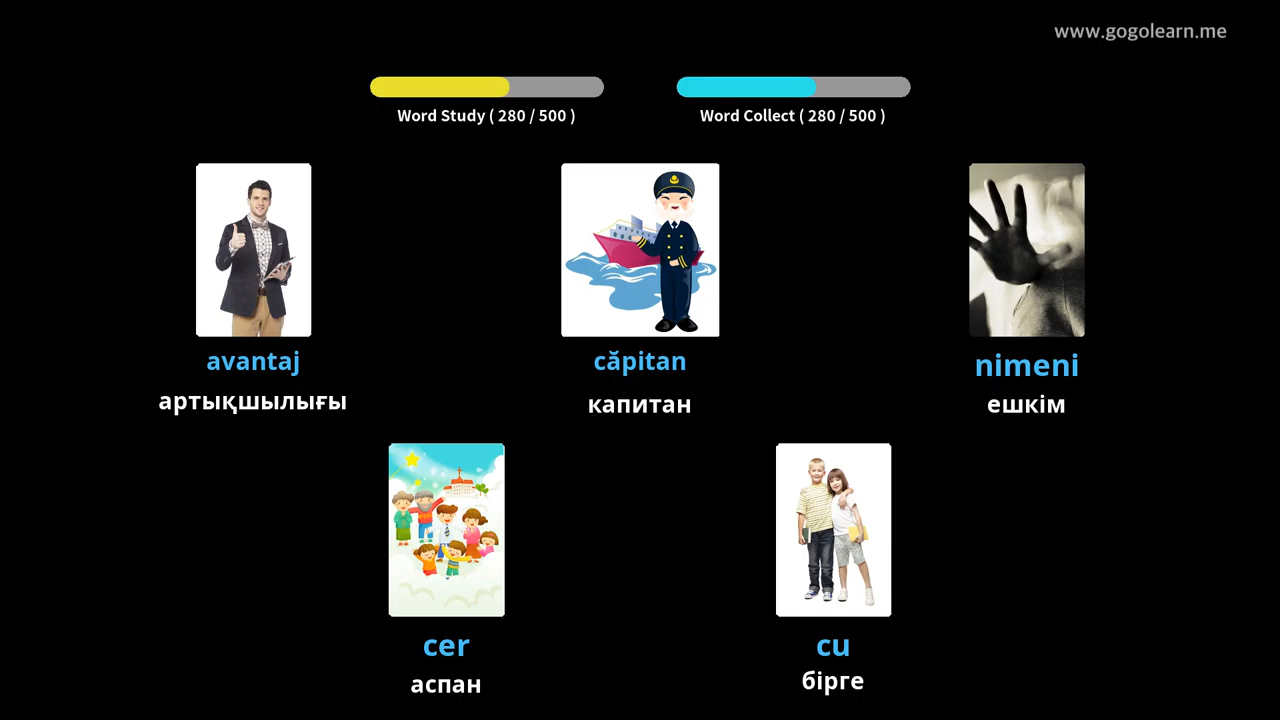 www.gogolearn.me
Word Study ( 280 / 500 )
Word Collect ( 280 / 500 )
avantaj
căpitan
nimeni
артықшылығы
капитан
ешкім
cer
cu
аспан
бірге